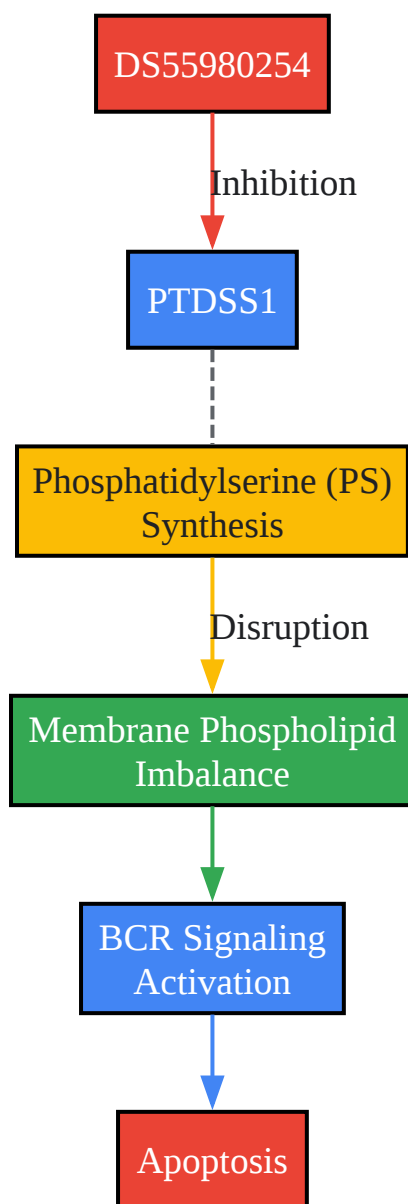 DS55980254
Inhibition
PTDSS1
Phosphatidylserine (PS)
Synthesis
Disruption
Membrane Phospholipid
Imbalance
BCR Signaling
Activation
Apoptosis